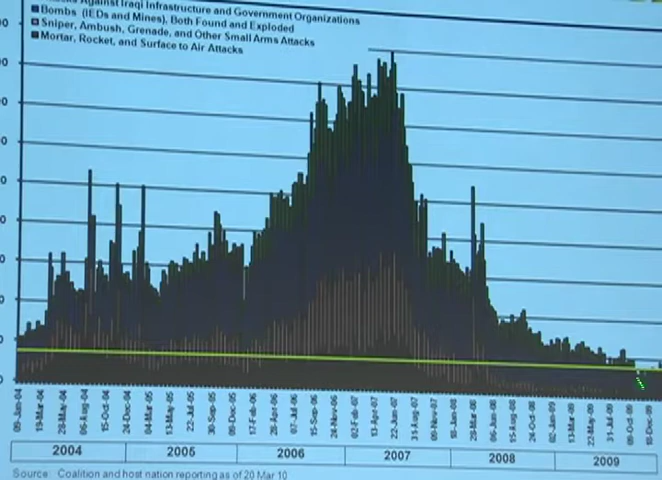 Against Iraqi Infrastructure and Government Organizations
Bombs (IEDs and Mines), Both Found and Exploded
Sniper, Ambush, Grenade, and Other Small Arms Attacks
Mortar, Rocket, and Surface to Air Attacks
09-Jan-04 19-Mar-04 28-May-04 06-Aug-04 15-Oct-04 24-Dec-04 04-Mar-05 13-May-05 22-Jul-05 30-Sep-05 09-Dec-05 17-Feb-06 28-Apr-06 07-Jul-06 15-Sep-06 24-Nov-06 02-Feb-07 13-Apr-07 22-Jun-07 31-Aug-07 09-Nov-07 18-Jan-08 28-Mar-08 06-Jun-08 15-Aug-08 24-Oct-08 02-Jan-09 13-Mar-09 22-May-09 31-Jul-09 09-Oct-09 18-Dec-09
2004 2005 2006 2007 2008 2009
Source: Coalition and host nation reporting as of 20 Mar 10